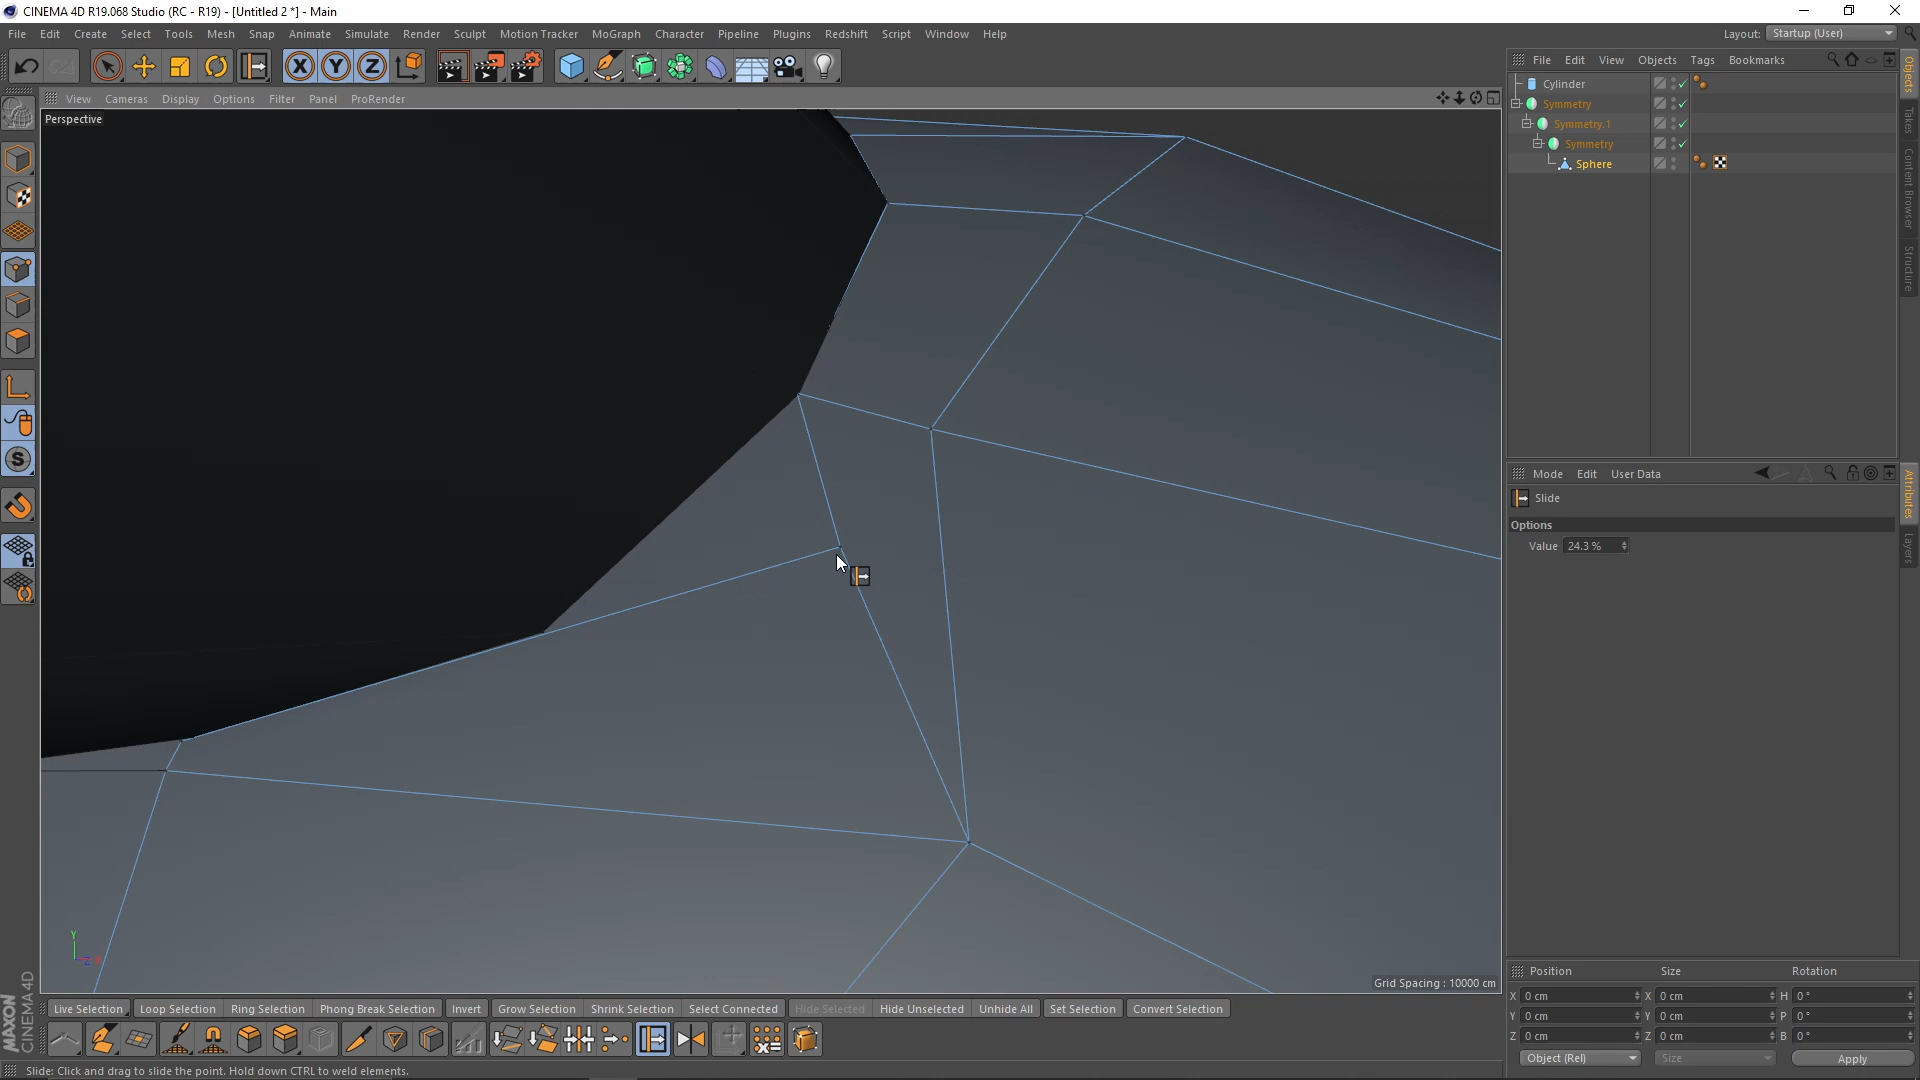 CINEMA 4D R19.068 Studio (RC - R19) - [Untitled 2 *] - Main
File Edit Create Select Tools Mesh Snap Animate Simulate Render Sculpt Motion Tracker MoGraph Character Pipeline Plugins Redshift Script Window Help
Layout: Startup (User)
X Y Z
File Edit View Objects Tags Bookmarks
View Cameras Display Options Filter Panel ProRender
Perspective
Cylinder
Symmetry
Symmetry.1
Symmetry
Sphere
Objects
Takes
Content Browser
Structure
Mode Edit User Data
Slide
Options
Value 24.3 %
Attributes
Layers
S
Y
Z
Grid Spacing : 10000 cm
Live Selection Loop Selection Ring Selection Phong Break Selection Invert Grow Selection Shrink Selection Select Connected Hide Selected Hide Unselected Unhide All Set Selection Convert Selection
Position Size Rotation
X 0 cm X 0 cm H 0 °
Y 0 cm Y 0 cm P 0 °
Z 0 cm Z 0 cm B 0 °
Object (Rel) Size Apply
MAXON
CINEMA 4D
Slide: Click and drag to slide the point. Hold down CTRL to weld elements.